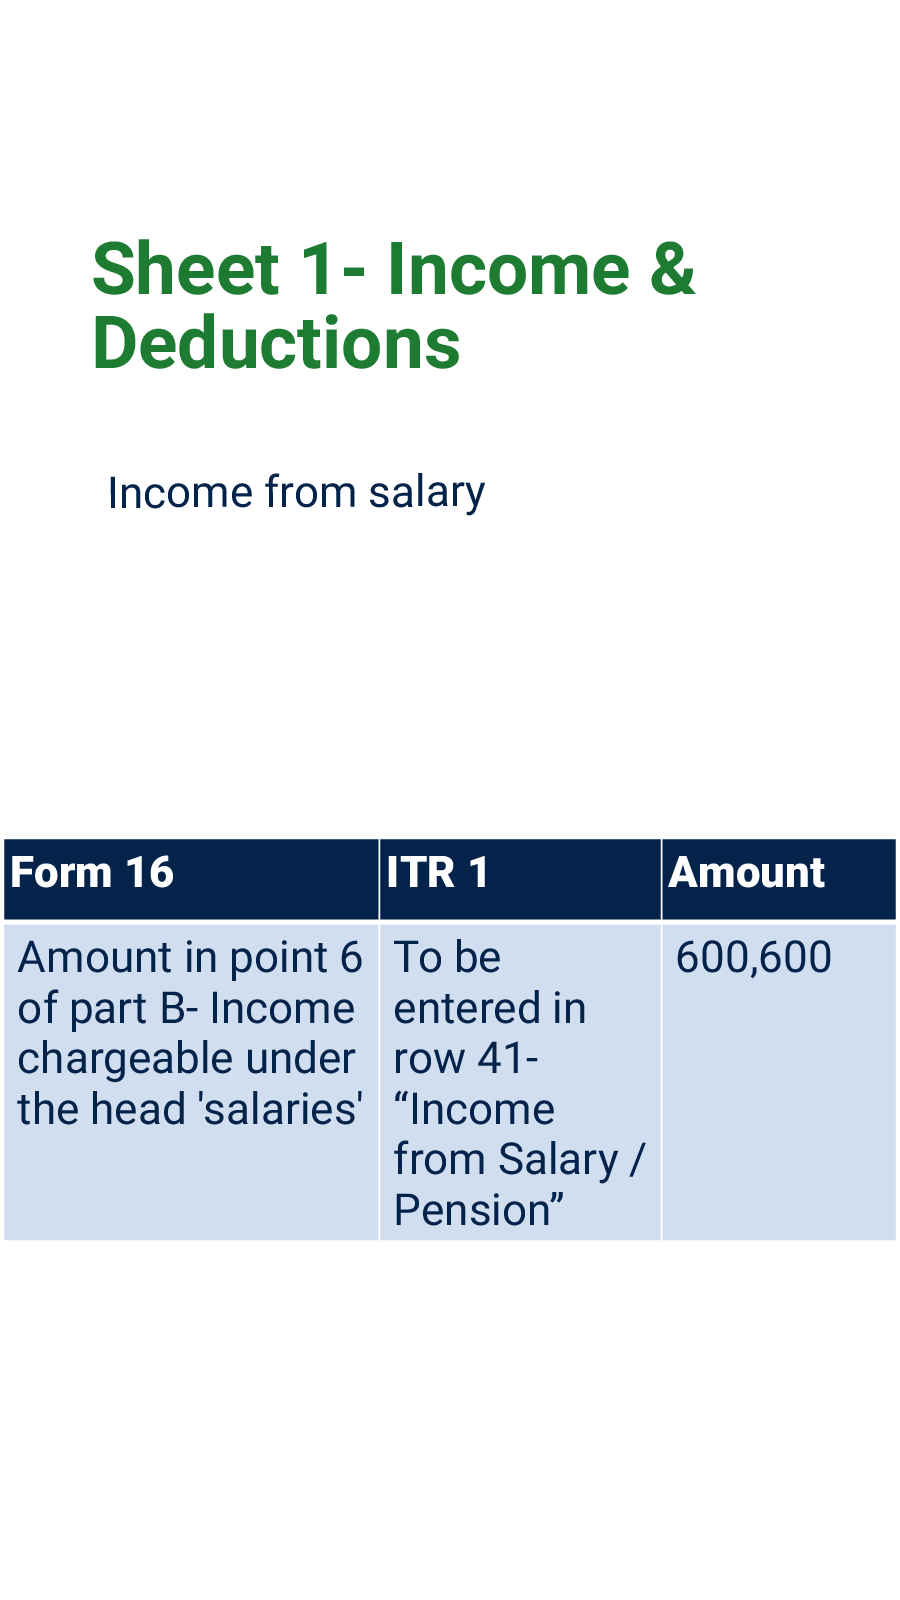 Sheet 1- Income &
Deductions
Income from salary
Form 16 ITR 1 Amount
Amount in point 6
of part B- Income
chargeable under
the head 'salaries'
To be
entered in
row 41-
“Income
from Salary /
Pension”
600,600